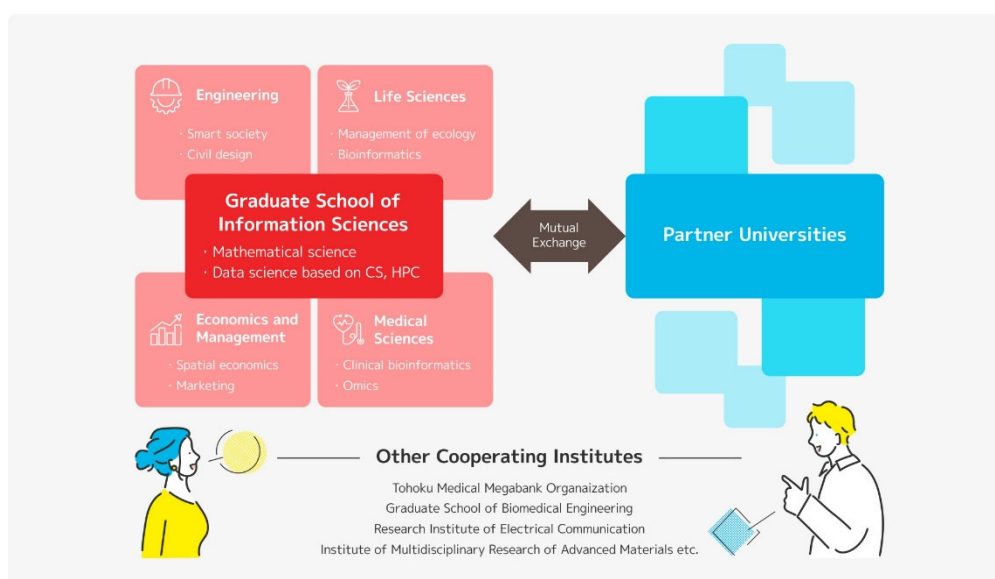 Engineering
· Smart society
· Civil design
Life Sciences
· Management of ecology
· Bioinformatics
Graduate School of
Information Sciences
· Mathematical science
· Data science based on CS, HPC
Economics and
Management
· Spatial economics
· Marketing
Medical
Sciences
· Clinical bioinformatics
· Omics
Mutual
Exchange
Partner Universities
Other Cooperating Institutes
Tohoku Medical Megabank Organaization
Graduate School of Biomedical Engineering
Research Institute of Electrical Communication
Institute of Multidisciplinary Research of Advanced Materials etc.